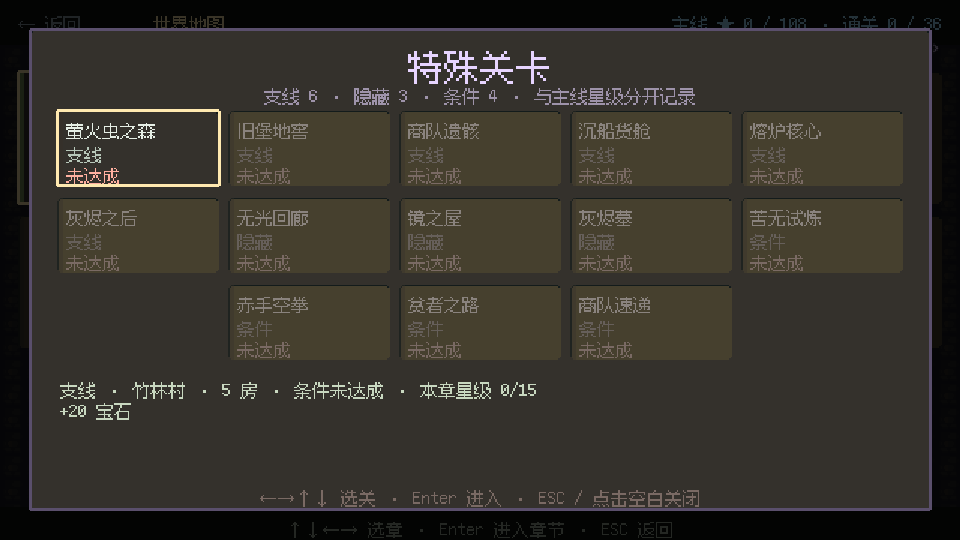 ← 返回 世界地图 主线 ★ 0 / 108 · 通关 0 / 36
特殊关卡
支线 6 · 隐藏 3 · 条件 4 · 与主线星级分开记录
萤火虫之森 旧堡地窖 商队遗骸 沉船货舱 熔炉核心
支线 支线 支线 支线 支线
未达成 未达成 未达成 未达成 未达成
灰烬之后 无光回廊 镜之屋 灰烬墓 苦无试炼
支线 隐藏 隐藏 隐藏 条件
未达成 未达成 未达成 未达成 未达成
赤手空拳 贫者之路 商队速递
条件 条件 条件
未达成 未达成 未达成
支线 · 竹林村 · 5 房 · 条件未达成 · 本章星级 0/15
+20 宝石
←→↑↓ 选关 · Enter 进入 · ESC / 点击空白关闭
↑↓←→ 选章 · Enter 进入章节 · ESC 返回